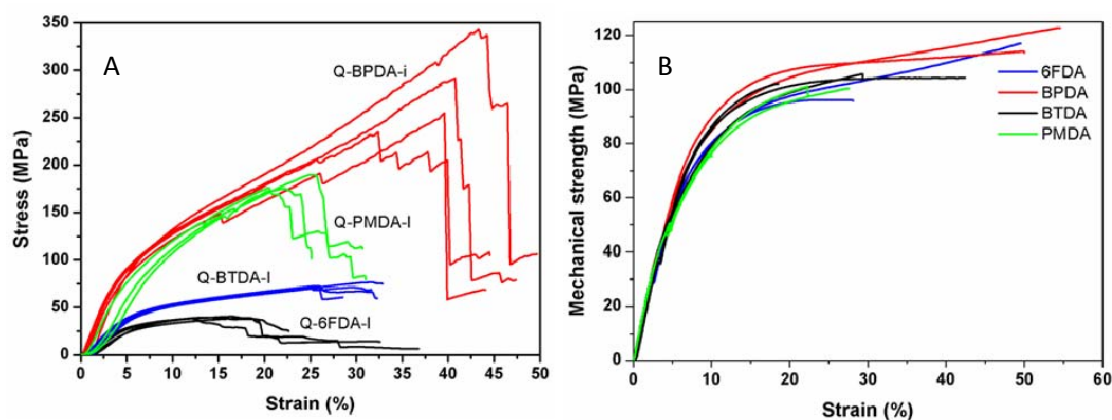 A
350
300
250
200
150
100
50
0
Stress (MPa)
Q-BPDA-i
Q-PMDA-I
Q-BTDA-I
Q-6FDA-I
0 5 10 15 20 25 30 35 40 45 50
Strain (%)
B
120
100
80
60
40
20
0
Mechanical strength (MPa)
6FDA
BPDA
BTDA
PMDA
0 10 20 30 40 50 60
Strain (%)